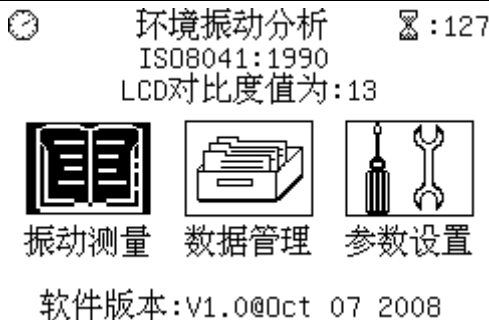 环境振动分析 :127
ISO8041:1990
LCD对比度值为:13
振动测量 数据管理 参数设置
软件版本:V1.0@Oct 07 2008